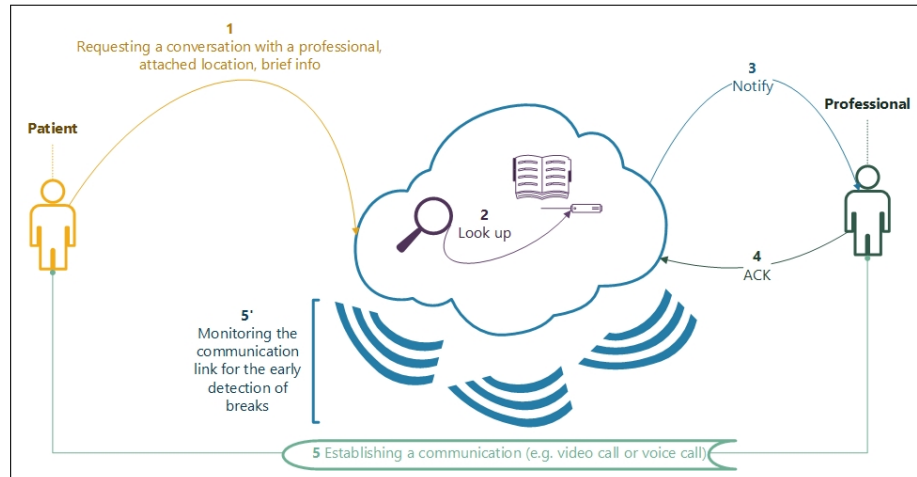 1
Requesting a conversation with a professional,
attached location, brief info
Patient
2
Look up
3
Notify
Professional
4
ACK
5'
Monitoring the
communication
link for the early
detection of
breaks
5 Establishing a communication (e.g. video call or voice call)